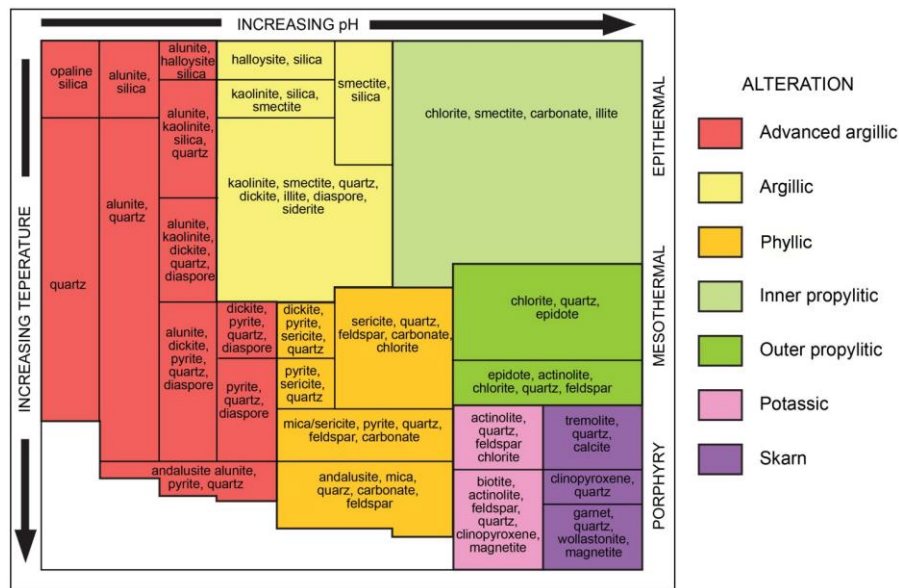 INCREASING pH
INCREASING TEPERATURE
opaline
silica
alunite,
silica
alunite,
halloysite
silica
halloysite, silica
smectite,
silica
chlorite, smectite, carbonate, illite
kaolinite, silica,
smectite
alunite,
kaolinite,
silica,
quartz
kaolinite, smectite, quartz,
dickite, illite, diaspore,
siderite
alunite,
quartz
alunite,
kaolinite,
dickite,
quartz,
diaspore
quartz
chlorite, quartz,
epidote
alunite,
dickite,
pyrite,
quartz,
diaspore
dickite,
pyrite,
quartz,
diaspore
dickite,
pyrite,
sericite,
quartz
sericite, quartz,
feldspar, carbonate,
chlorite
pyrite,
quartz,
diaspore
pyrite,
sericite,
quartz
epidote, actinolite,
chlorite, quartz, feldspar
mica/sericite, pyrite, quartz,
feldspar, carbonate
actinolite,
quartz,
feldspar
chlorite
tremolite,
quartz,
calcite
andalusite alunite,
pyrite, quartz
andalusite, mica,
quarz, carbonate,
feldspar
biotite,
actinolite,
feldspar,
quartz,
clinopyroxene,
magnetite
clinopyroxene,
quartz
garnet,
quartz,
wollastonite,
magnetite
EPITHERMAL
MESOTHERMAL
PORPHYRY
ALTERATION
Advanced argillic
Argillic
Phyllic
Inner propylitic
Outer propylitic
Potassic
Skarn